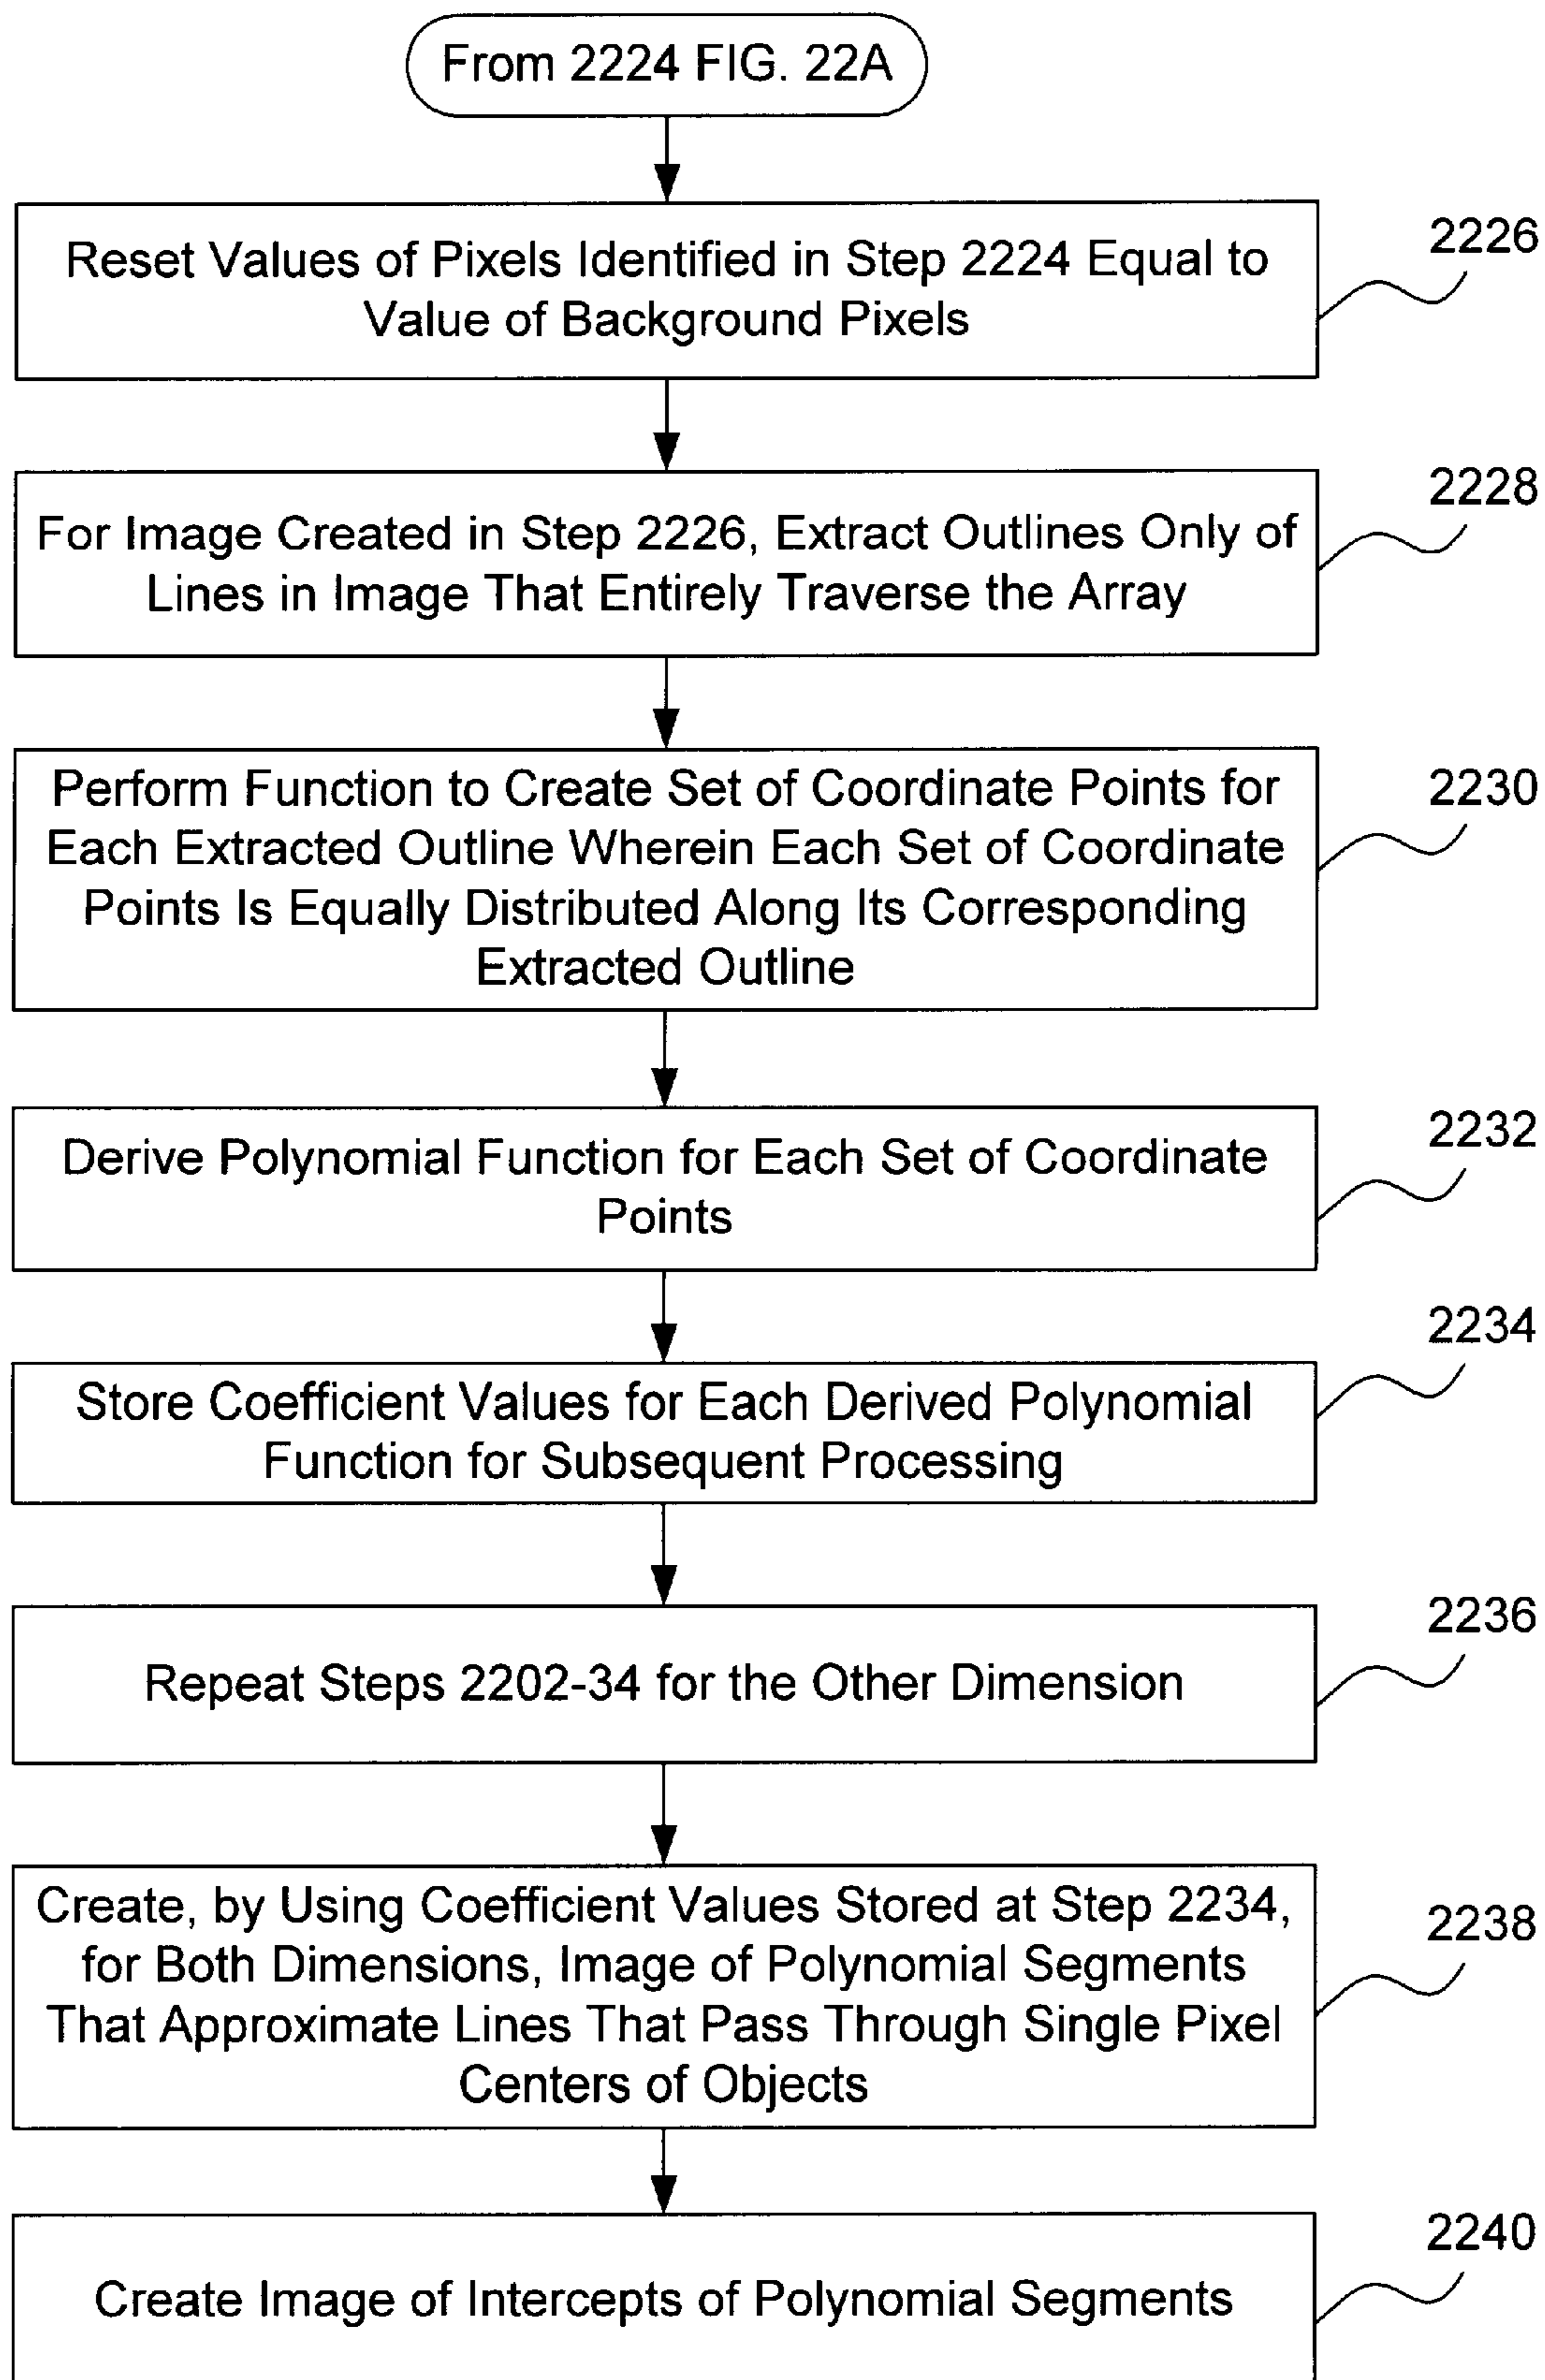 From 2224 FIG. 22A
2226
Reset Values of Pixels Identified in Step 2224 Equal to
Value of Background Pixels
2228
For Image Created in Step 2226, Extract Outlines Only of
Lines in Image That Entirely Traverse the Array
2230
Perform Function to Create Set of Coordinate Points for
Each Extracted Outline Wherein Each Set of Coordinate
Points Is Equally Distributed Along Its Corresponding
Extracted Outline
2232
Derive Polynomial Function for Each Set of Coordinate
Points
2234
Store Coefficient Values for Each Derived Polynomial
Function for Subsequent Processing
2236
Repeat Steps 2202-34 for the Other Dimension
2238
Create, by Using Coefficient Values Stored at Step 2234,
for Both Dimensions, Image of Polynomial Segments
That Approximate Lines That Pass Through Single Pixel
Centers of Objects
2240
Create Image of Intercepts of Polynomial Segments